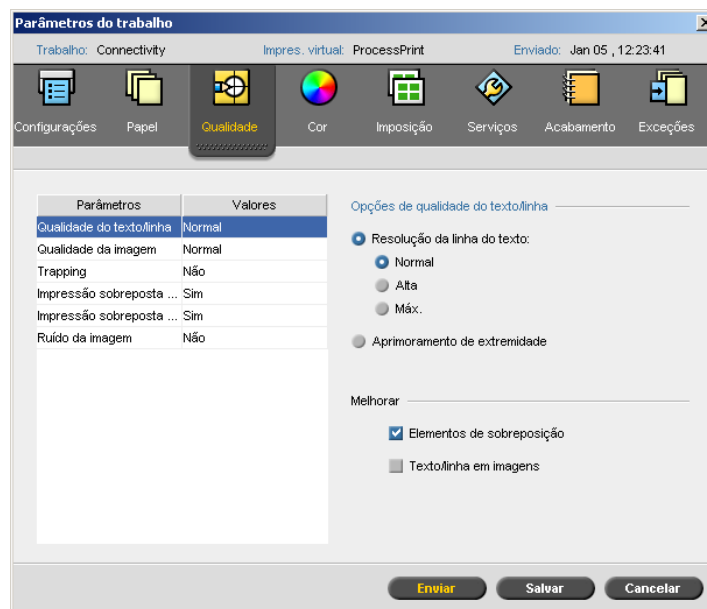 Parâmetros do trabalho
Trabalho: Connectivity Impres. virtual: ProcessPrint Enviado: Jan 05 , 12:23:41
Configurações Papel Qualidade Cor Imposição Serviços Acabamento Exceções
Parâmetros Valores
Qualidade do texto/linha Normal
Qualidade da imagem Normal
Trapping Não
Impressão sobreposta ... Sim
Impressão sobreposta ... Sim
Ruído da imagem Não
Opções de qualidade do texto/linha
Resolução da linha do texto:
Normal
Alta
Máx.
Aprimoramento de extremidade
Melhorar
Elementos de sobreposição
Texto/linha em imagens
Enviar Salvar Cancelar